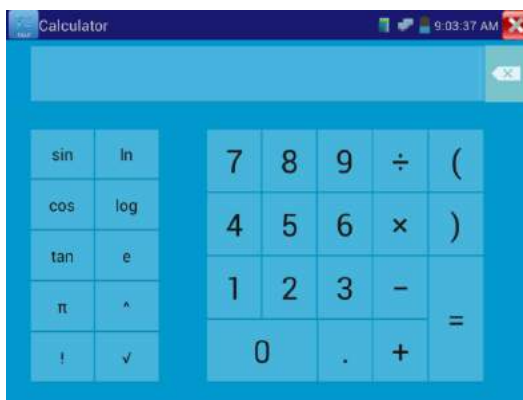 Calculator 9:03:37 AM
sin ln 7 8 9 ÷ (
cos log 4 5 6 × )
tan e 1 2 3 −
π ^ =
! √ 0 . +